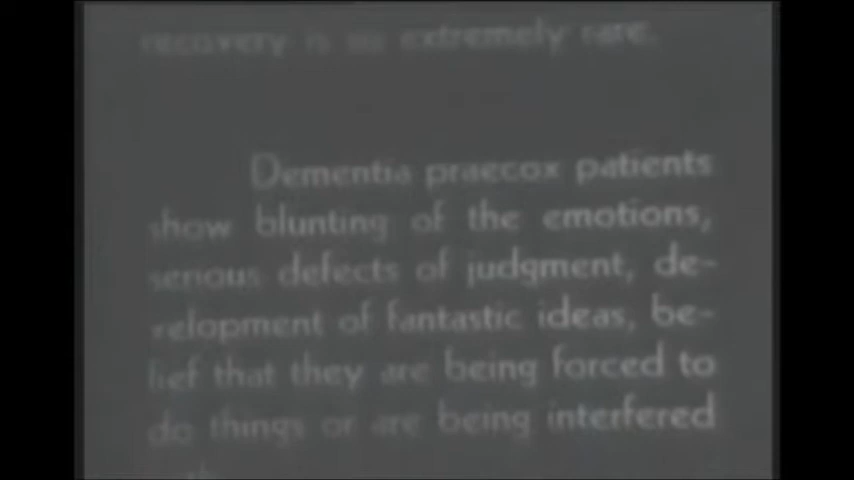 recovery is so extremely rare.
Dementia praecox patients
show blunting of the emotions,
serious defects of judgment, de-
velopment of fantastic ideas, be-
lief that they are being forced to
do things or are being interfered